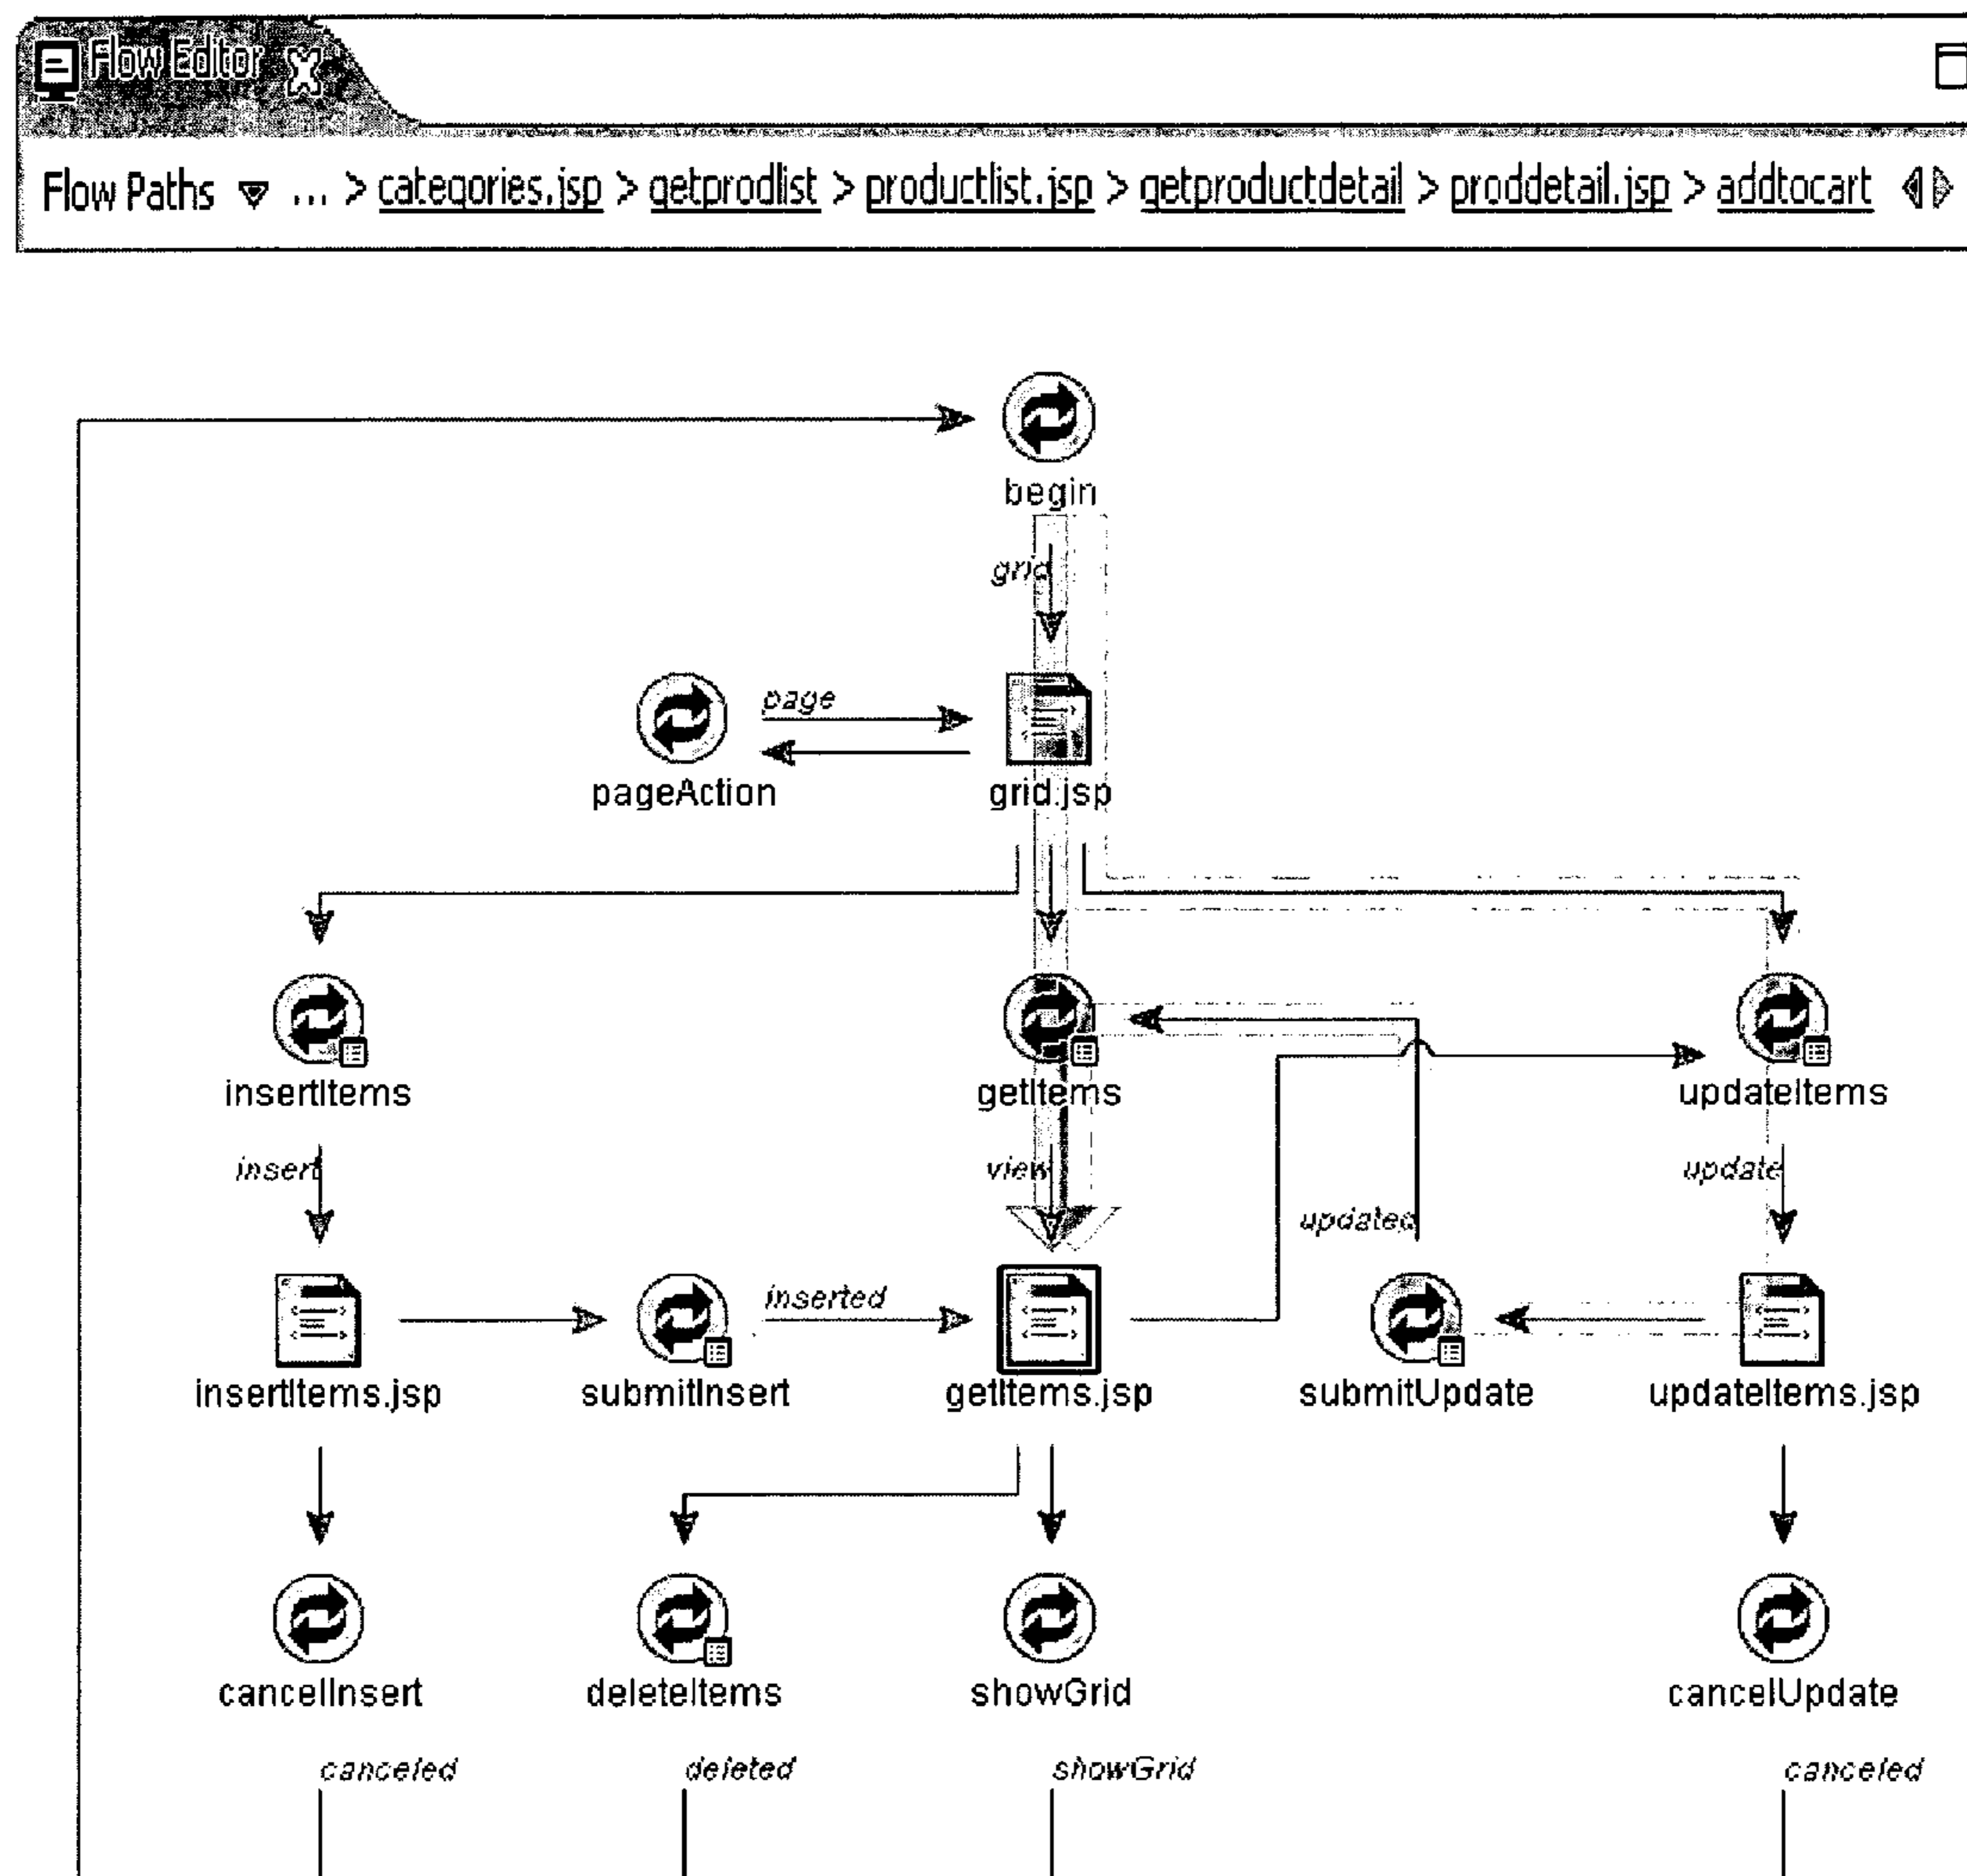 Flow Editor
Flow Paths ... > categories.jsp > getprodlist > productlist.jsp > getproductdetail > proddetail.jsp > addtocart
begin
grid
page
pageAction
grid.jsp
insertItems
getItems
updateItems
insert
view
updated
update
inserted
insertItems.jsp
submitInsert
getItems.jsp
submitUpdate
updateItems.jsp
cancelInsert
deleteItems
showGrid
cancelUpdate
canceled
deleted
showGrid
canceled